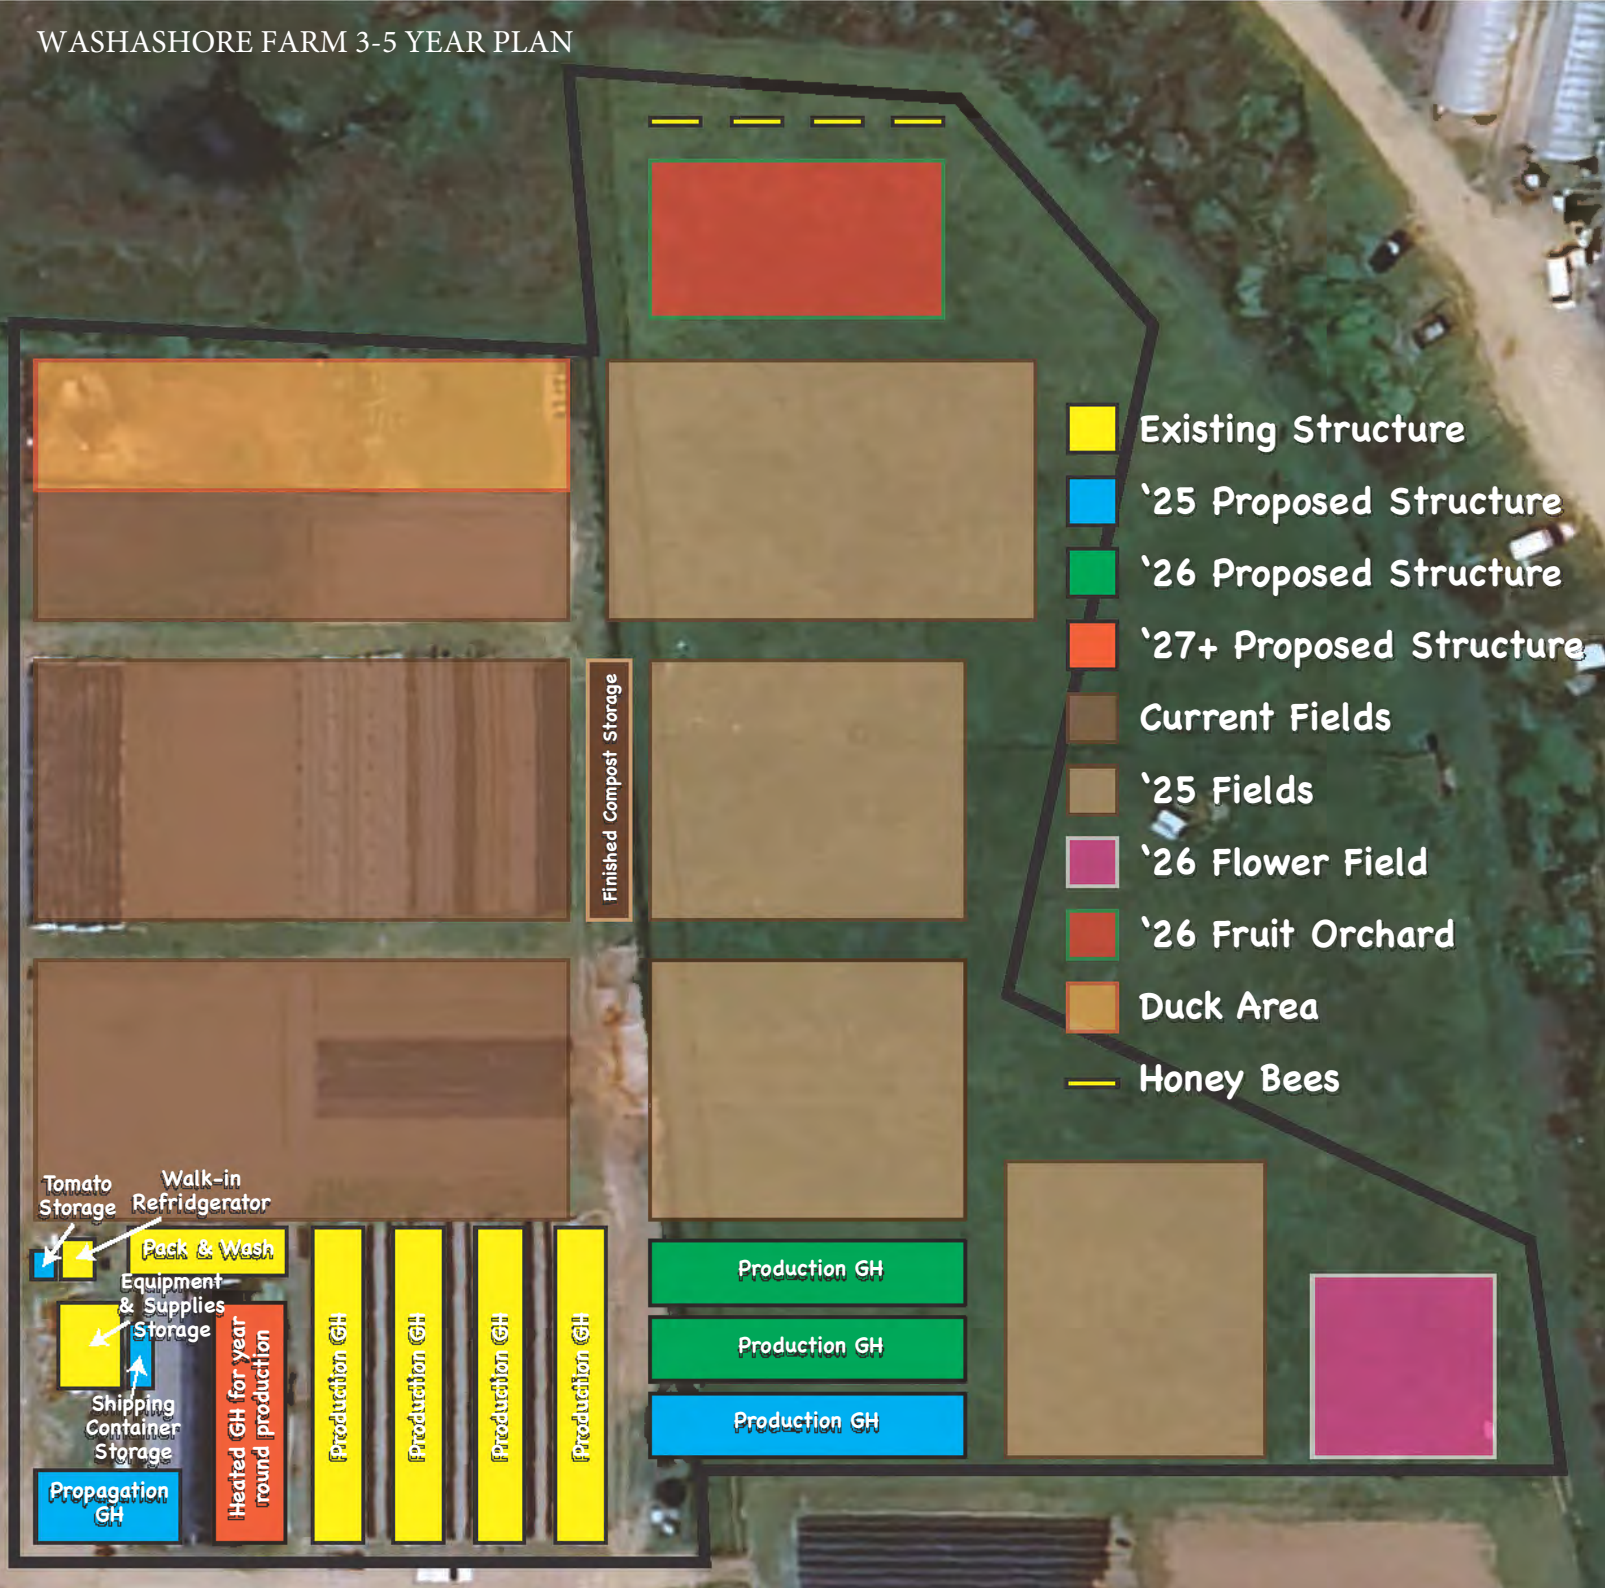 WASHASHORE FARM 3-5 YEAR PLAN
Existing Structure
‘25 Proposed Structure
‘26 Proposed Structure
‘27+ Proposed Structure
Current Fields
‘25 Fields
‘26 Flower Field
‘26 Fruit Orchard
Duck Area
Honey Bees
Finished Compost Storage
Tomato
Storage
Walk-in
Refridgerator
Pack & Wash
Equipment
& Supplies
Storage
Shipping
Container
Storage
Propagation
GH
Heated GH for year
round production
Production GH
Production GH
Production GH
Production GH
Production GH
Production GH
Production GH